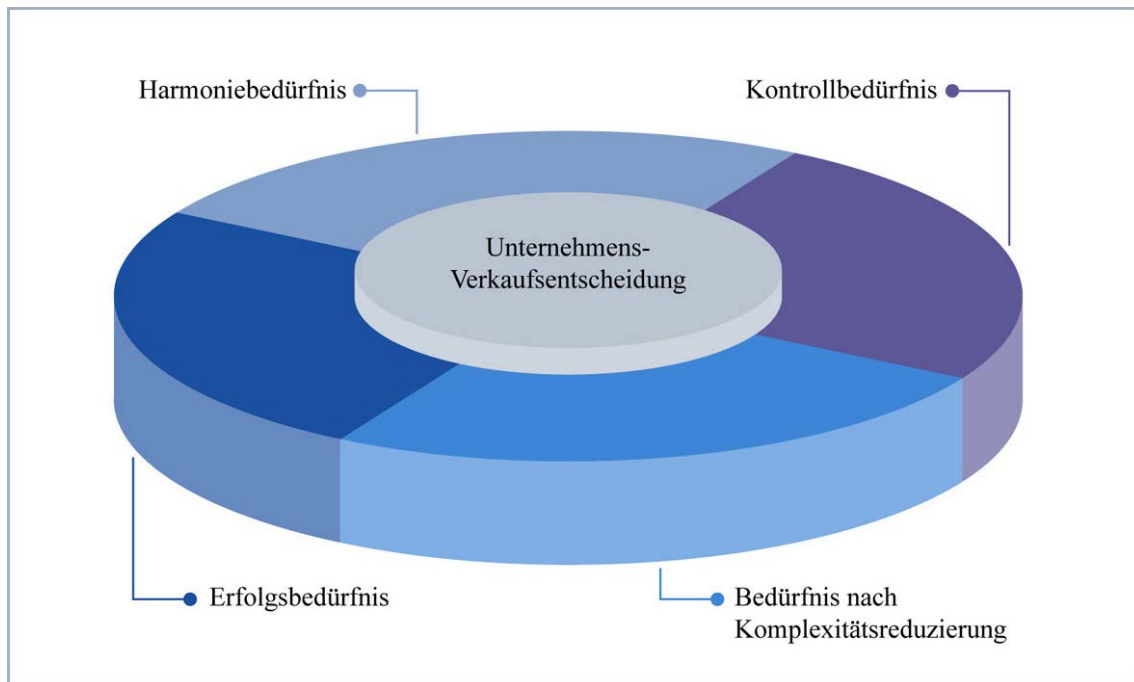 Harmoniebedürfnis
Kontrollbedürfnis
Unternehmens-
Verkaufsentscheidung
Erfolgsbedürfnis
Bedürfnis nach
Komplexitätsreduzierung